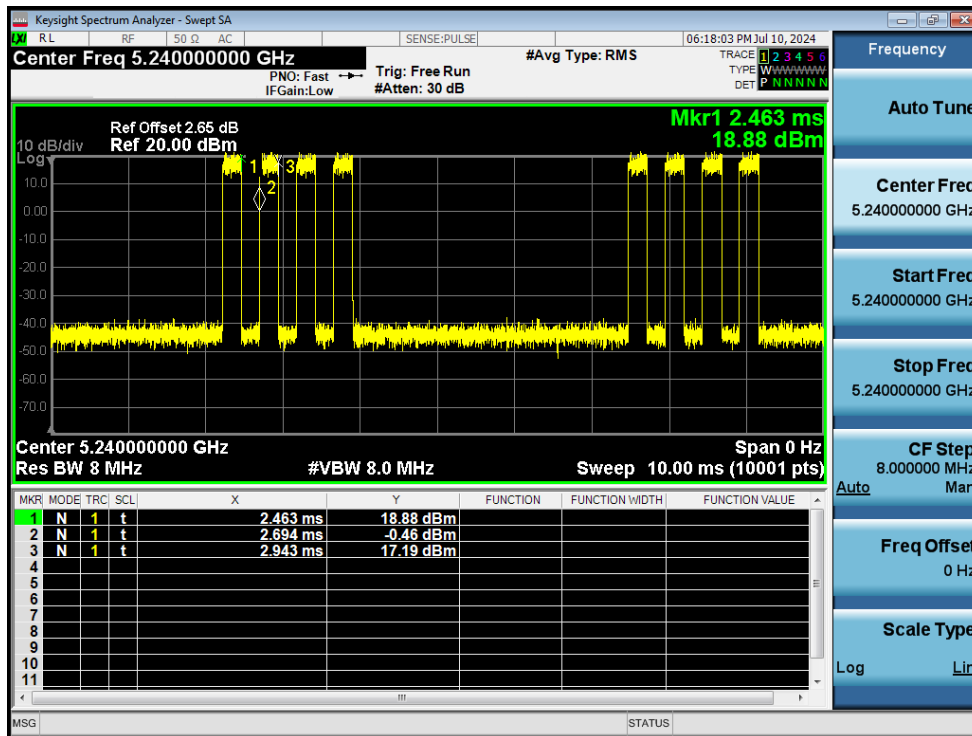 Keysight Spectrum Analyzer - Swept SA
LXI RL RF 50 Ω AC SENSE:PULSE 06:18:03 PM Jul 10, 2024
Center Freq 5.240000000 GHz #Avg Type: RMS TRACE 1 2 3 4 5 6
PNO: Fast Trig: Free Run TYPE WWWWWW
IFGain:Low #Atten: 30 dB DET P N N N N N
Mkr1 2.463 ms
18.88 dBm
Ref Offset 2.65 dB
10 dB/div Ref 20.00 dBm
Log
1 3
2
10.0
0.00
-10.0
-20.0
-30.0
-40.0
-50.0
-60.0
-70.0
Center 5.240000000 GHz Span 0 Hz
Res BW 8 MHz #VBW 8.0 MHz Sweep 10.00 ms (10001 pts)
MKR MODE TRC SCL X Y FUNCTION FUNCTION WIDTH FUNCTION VALUE
1 N 1 t 2.463 ms 18.88 dBm
2 N 1 t 2.694 ms -0.46 dBm
3 N 1 t 2.943 ms 17.19 dBm
4
5
6
7
8
9
10
11
MSG STATUS
Frequency
Auto Tune
Center Freq
5.240000000 GHz
Start Freq
5.240000000 GHz
Stop Freq
5.240000000 GHz
CF Step
8.000000 MHz
Auto Man
Freq Offset
0 Hz
Scale Type
Log Lin